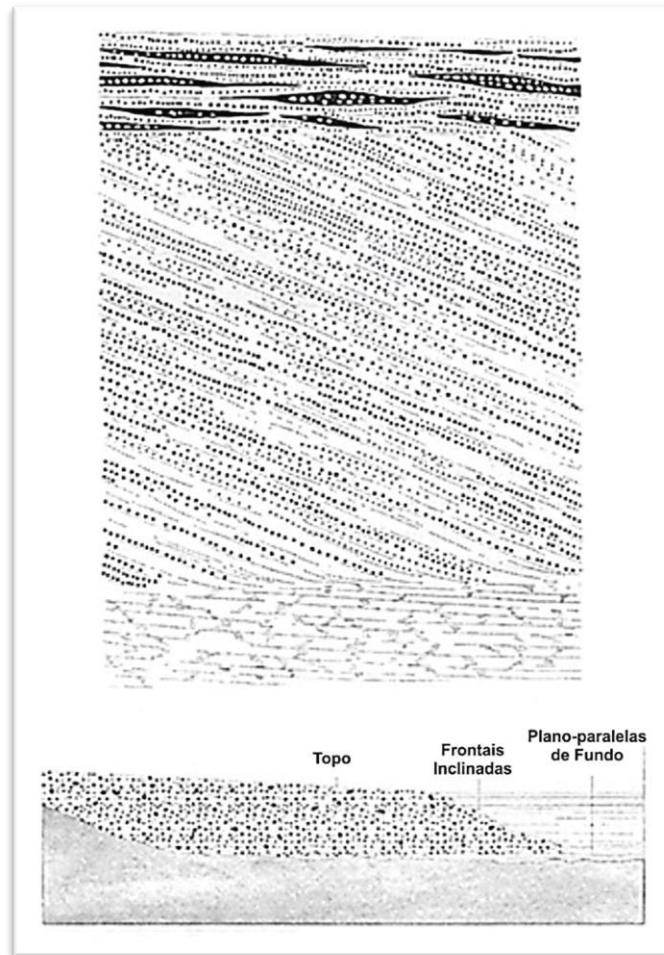 Topo
Frontais
Inclinadas
Plano-paralelas
de Fundo